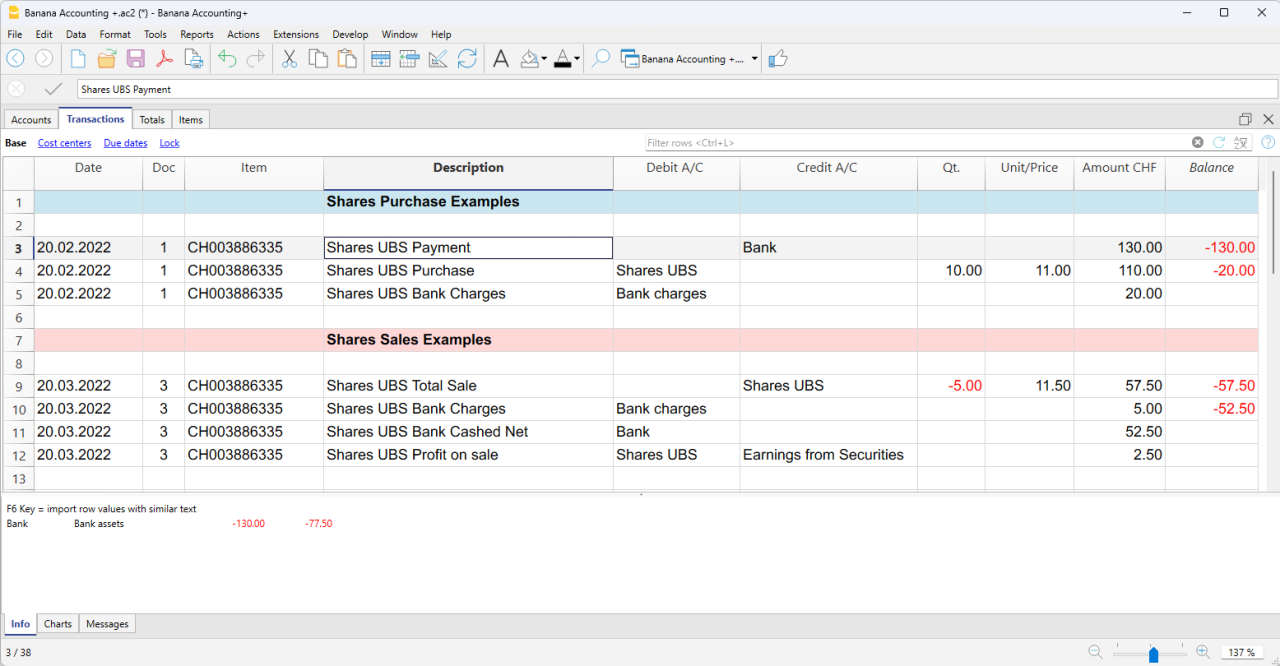 Banana Accounting +.ac2 (*) - Banana Accounting+
File Edit Data Format Tools Reports Actions Extensions Develop Window Help
Banana Accounting +....
Shares UBS Payment
Accounts Transactions Totals Items
Base Cost centers Due dates Lock Filter rows <Ctrl+L>
Date Doc Item Description Debit A/C Credit A/C Qt. Unit/Price Amount CHF Balance
1 Shares Purchase Examples
2
3 20.02.2022 1 CH003886335 Shares UBS Payment Bank 130.00 -130.00
4 20.02.2022 1 CH003886335 Shares UBS Purchase Shares UBS 10.00 11.00 110.00 -20.00
5 20.02.2022 1 CH003886335 Shares UBS Bank Charges Bank charges 20.00
6
7 Shares Sales Examples
8
9 20.03.2022 3 CH003886335 Shares UBS Total Sale Shares UBS -5.00 11.50 57.50 -57.50
10 20.03.2022 3 CH003886335 Shares UBS Bank Charges Bank charges 5.00 -52.50
11 20.03.2022 3 CH003886335 Shares UBS Bank Cashed Net Bank 52.50
12 20.03.2022 3 CH003886335 Shares UBS Profit on sale Shares UBS Earnings from Securities 2.50
13
F6 Key = import row values with similar text
Bank Bank assets -130.00 -77.50
Info Charts Messages
3 / 38 137 %